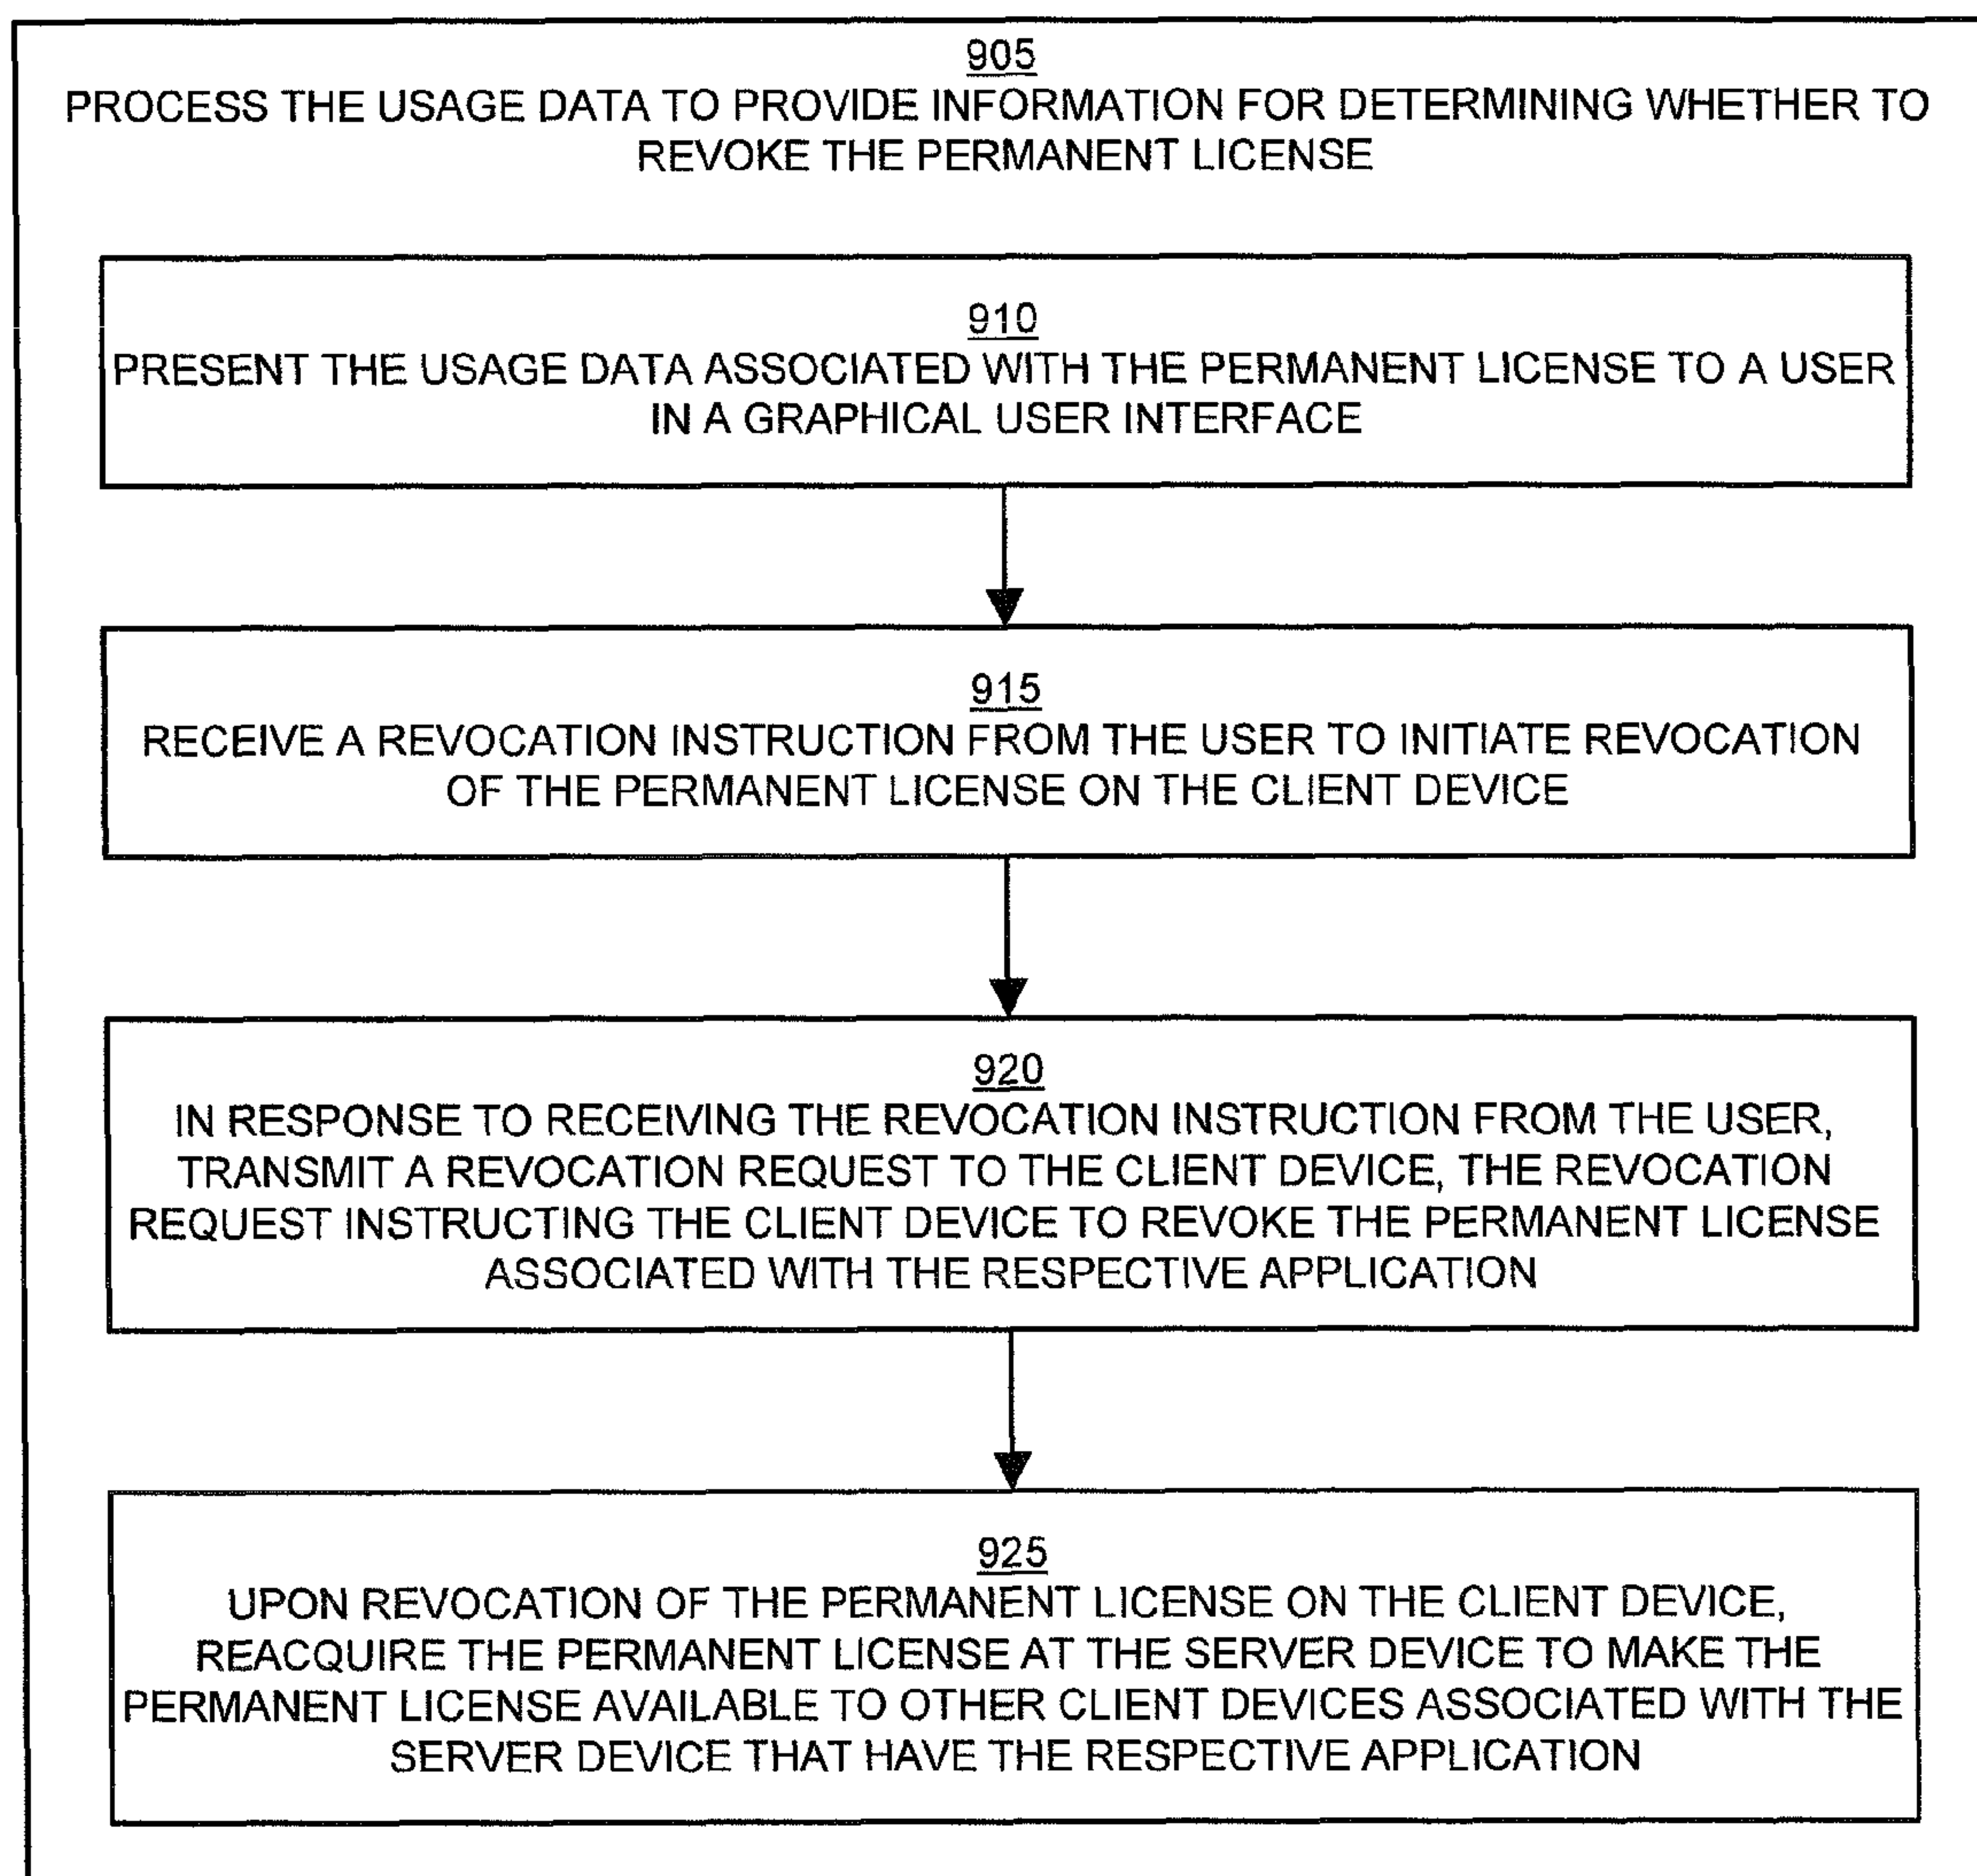 905
PROCESS THE USAGE DATA TO PROVIDE INFORMATION FOR DETERMINING WHETHER TO
REVOKE THE PERMANENT LICENSE
910
PRESENT THE USAGE DATA ASSOCIATED WITH THE PERMANENT LICENSE TO A USER
IN A GRAPHICAL USER INTERFACE
915
RECEIVE A REVOCATION INSTRUCTION FROM THE USER TO INITIATE REVOCATION
OF THE PERMANENT LICENSE ON THE CLIENT DEVICE
920
IN RESPONSE TO RECEIVING THE REVOCATION INSTRUCTION FROM THE USER,
TRANSMIT A REVOCATION REQUEST TO THE CLIENT DEVICE, THE REVOCATION
REQUEST INSTRUCTING THE CLIENT DEVICE TO REVOKE THE PERMANENT LICENSE
ASSOCIATED WITH THE RESPECTIVE APPLICATION
925
UPON REVOCATION OF THE PERMANENT LICENSE ON THE CLIENT DEVICE,
REACQUIRE THE PERMANENT LICENSE AT THE SERVER DEVICE TO MAKE THE
PERMANENT LICENSE AVAILABLE TO OTHER CLIENT DEVICES ASSOCIATED WITH THE
SERVER DEVICE THAT HAVE THE RESPECTIVE APPLICATION